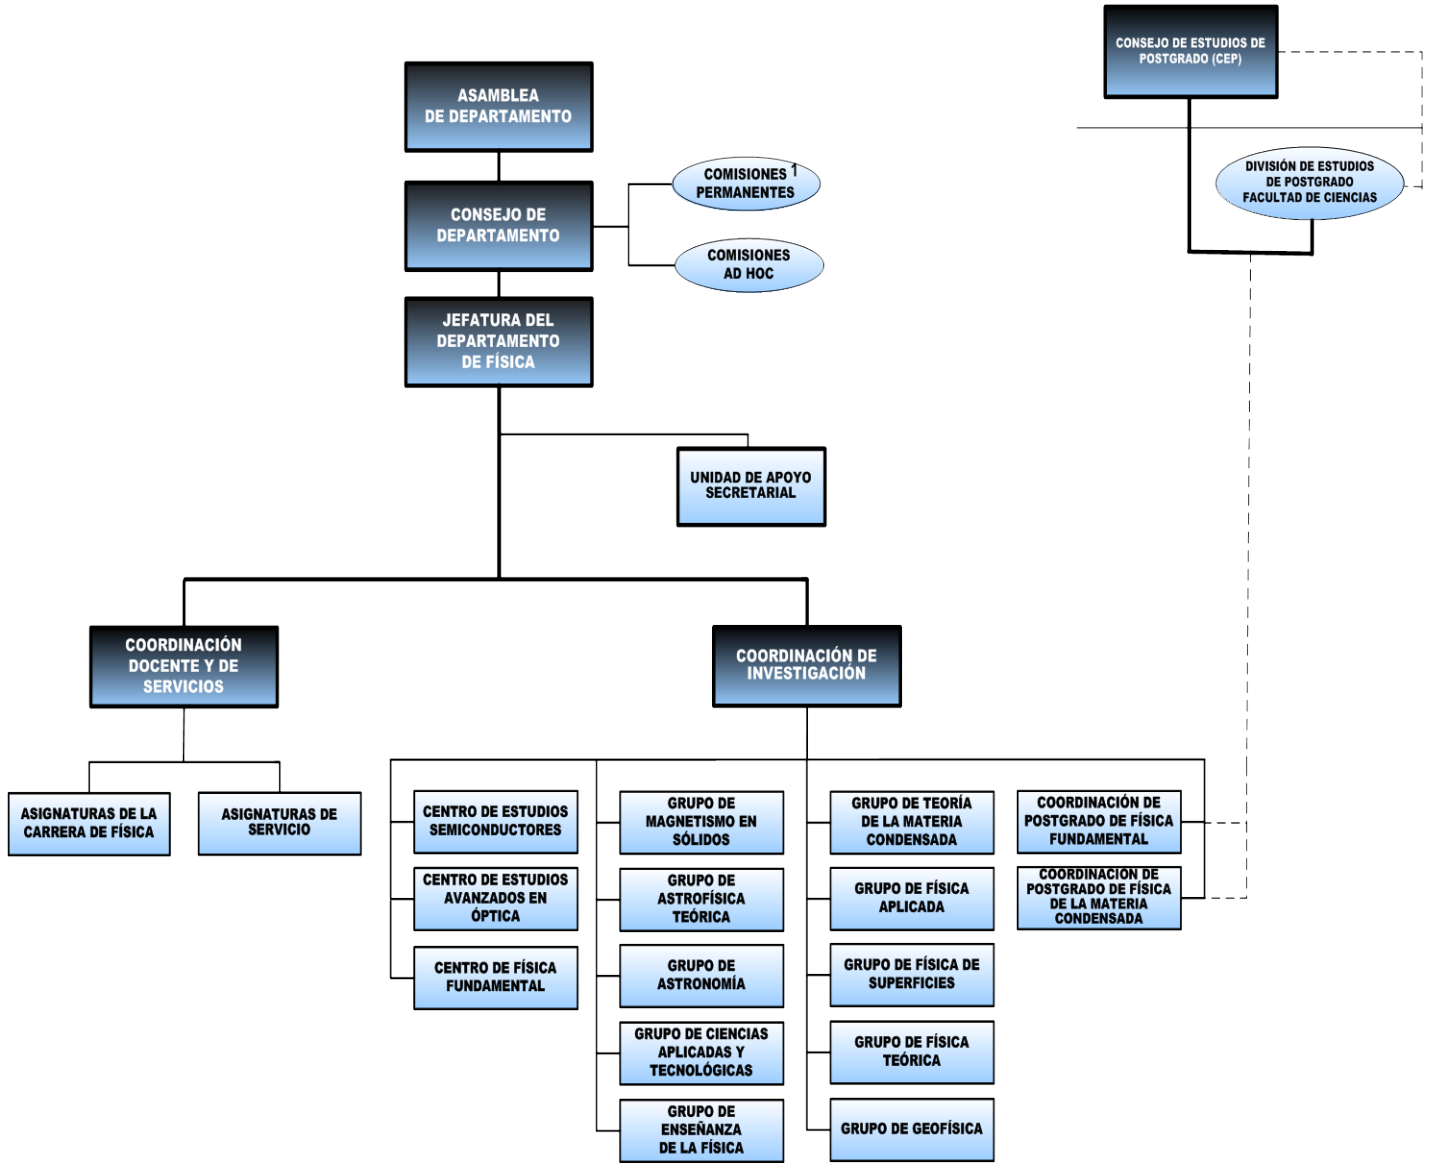 CONSEJO DE ESTUDIOS DE
POSTGRADO (CEP)
ASAMBLEA
DE DEPARTAMENTO
DIVISIÓN DE ESTUDIOS
DE POSTGRADO
FACULTAD DE CIENCIAS
COMISIONES 1
PERMANENTES
CONSEJO DE
DEPARTAMENTO
COMISIONES
AD HOC
JEFATURA DEL
DEPARTAMENTO
DE FÍSICA
UNIDAD DE APOYO
SECRETARIAL
COORDINACIÓN
DOCENTE Y DE
SERVICIOS
COORDINACIÓN DE
INVESTIGACIÓN
ASIGNATURAS DE LA
CARRERA DE FÍSICA
ASIGNATURAS DE
SERVICIO
CENTRO DE ESTUDIOS
SEMICONDUCTORES
CENTRO DE ESTUDIOS
AVANZADOS EN
ÓPTICA
CENTRO DE FÍSICA
FUNDAMENTAL
GRUPO DE
MAGNETISMO EN
SÓLIDOS
GRUPO DE
ASTROFÍSICA
TEÓRICA
GRUPO DE
ASTRONOMÍA
GRUPO DE CIENCIAS
APLICADAS Y
TECNOLÓGICAS
GRUPO DE
ENSEÑANZA
DE LA FÍSICA
GRUPO DE TEORÍA
DE LA MATERIA
CONDENSADA
GRUPO DE FÍSICA
APLICADA
GRUPO DE FÍSICA DE
SUPERFICIES
GRUPO DE FÍSICA
TEÓRICA
GRUPO DE GEOFÍSICA
COORDINACIÓN DE
POSTGRADO DE FÍSICA
FUNDAMENTAL
COORDINACIÓN DE
POSTGRADO DE FÍSICA
DE LA MATERIA
CONDENSADA